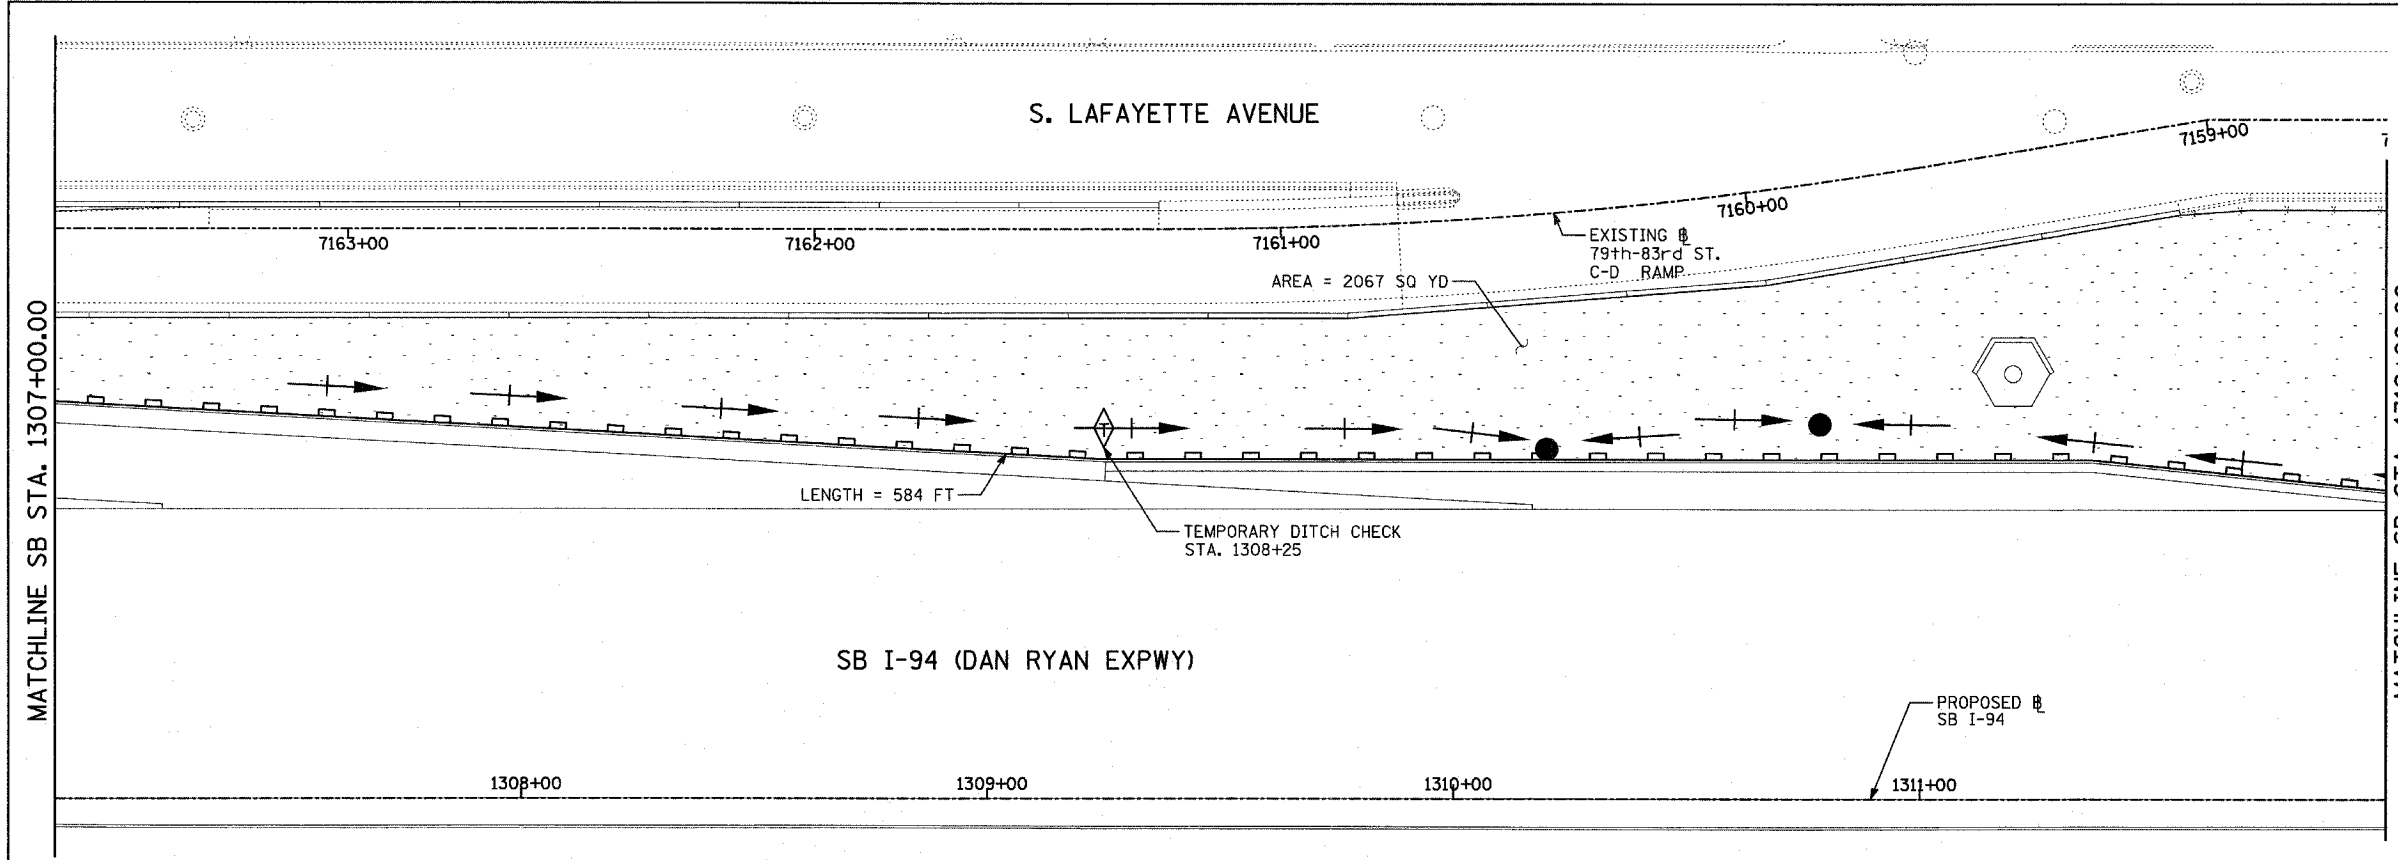 S. LAFAYETTE AVENUE
7159+00
7160+00
7163+00
7162+00
7161+00
EXISTING ℄
79th-83rd ST.
C-D RAMP
AREA = 2067 SQ YD
MATCHLINE SB STA. 1307+00.00
LENGTH = 584 FT
T
TEMPORARY DITCH CHECK
STA. 1308+25
SB I-94 (DAN RYAN EXPWY)
PROPOSED
SB I-94
1308+00
1309+00
1310+00
1311+00